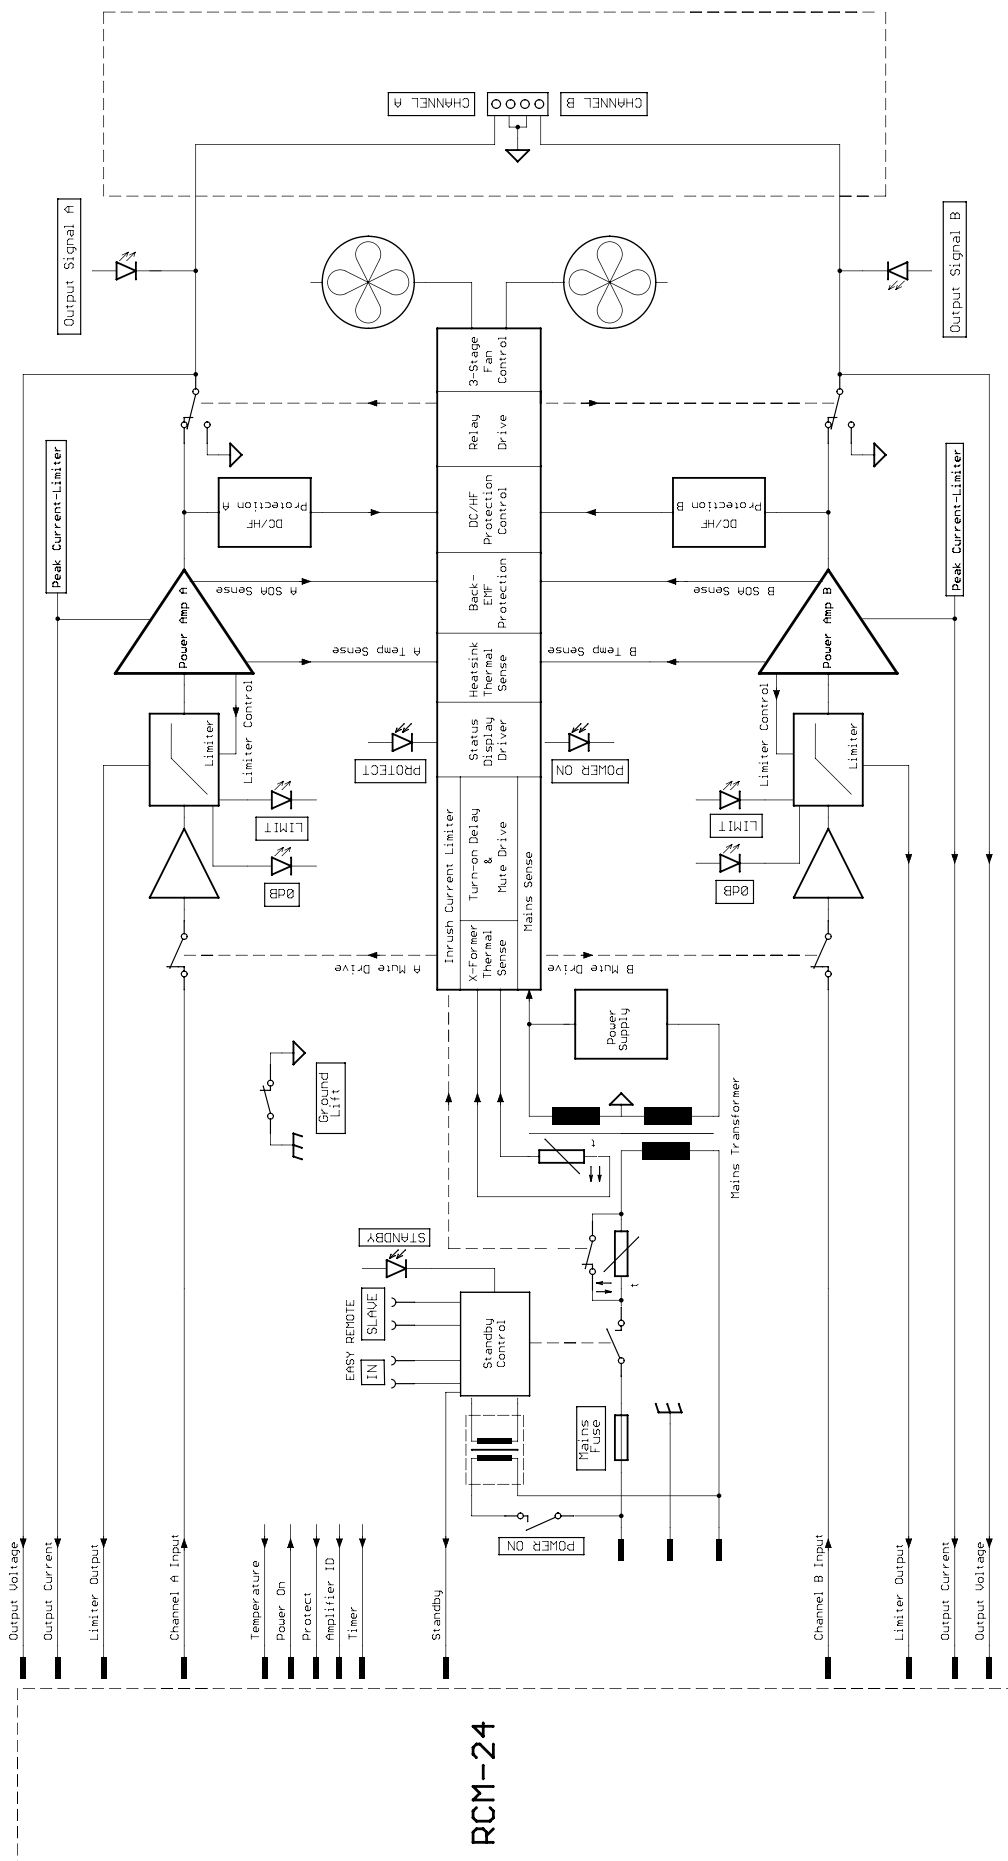 CHANNEL A
CHANNEL B
Output Signal A
Output Signal B
3-Stage
Fan
Control
Relay
Drive
DC/HF
Protection
Control
Back-
EMF
Protection
Heatsink
Thermal
Sense
Status
Display
Driver
Inrush Current Limiter
Turn-on Delay
&
Mute Drive
Mains Sense
X-Former
Thermal
Sense
Peak Current-Limiter
Peak Current-Limiter
DC/HF
Protection A
DC/HF
Protection B
Power Amp A
Power Amp B
A SOA Sense
B SOA Sense
A Temp Sense
B Temp Sense
Limiter
Limiter Control
Limiter Control
Limiter
PROTECT
POWER ON
LIMIT
0dB
LIMIT
0dB
A Mute Drive
B Mute Drive
Power
Supply
Ground
Lift
Mains Transformer
t
t
STANDBY
EASY REMOTE
SLAVE
IN
Standby
Control
Mains
Fuse
POWER ON
Output Voltage
Output Current
Limiter Output
Channel A Input
Temperature
Power On
Protect
Amplifier ID
Timer
Standby
Channel B Input
Limiter Output
Output Current
Output Voltage
RCM-24